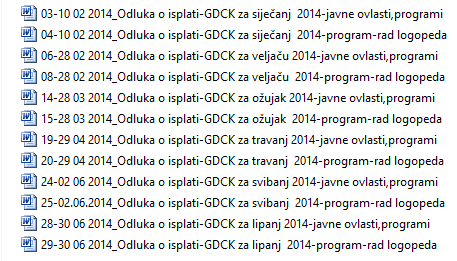 03-10 02 2014_Odluka o isplati-GDCK za siječanj  2014-javne ovlasti,programi
04-10 02 2014_Odluka o isplati-GDCK za siječanj  2014-program-rad logopeda
06-28 02 2014_Odluka o isplati-GDCK za veljaču  2014-javne ovlasti,programi
08-28 02 2014_Odluka o isplati-GDCK za veljaču  2014-program-rad logopeda
14-28 03 2014_Odluka o isplati-GDCK za ožujak 2014-javne ovlasti,programi
15-28 03 2014_Odluka o isplati-GDCK za ožujak  2014-program-rad logopeda
19-29 04 2014_Odluka o isplati-GDCK za travanj  2014-javne ovlasti,programi
20-29 04 2014_Odluka o isplati-GDCK za travanj  2014-program-rad logopeda
24-02 06 2014_Odluka o isplati-GDCK za svibanj 2014-javne ovlasti,programi
25-02.06.2014_Odluka o isplati-GDCK za svibanj  2014-program-rad logopeda
28-30 06 2014_Odluka o isplati-GDCK za lipanj 2014-javne ovlasti,programi
29-30 06 2014_Odluka o isplati-GDCK za lipanj  2014-program-rad logopeda